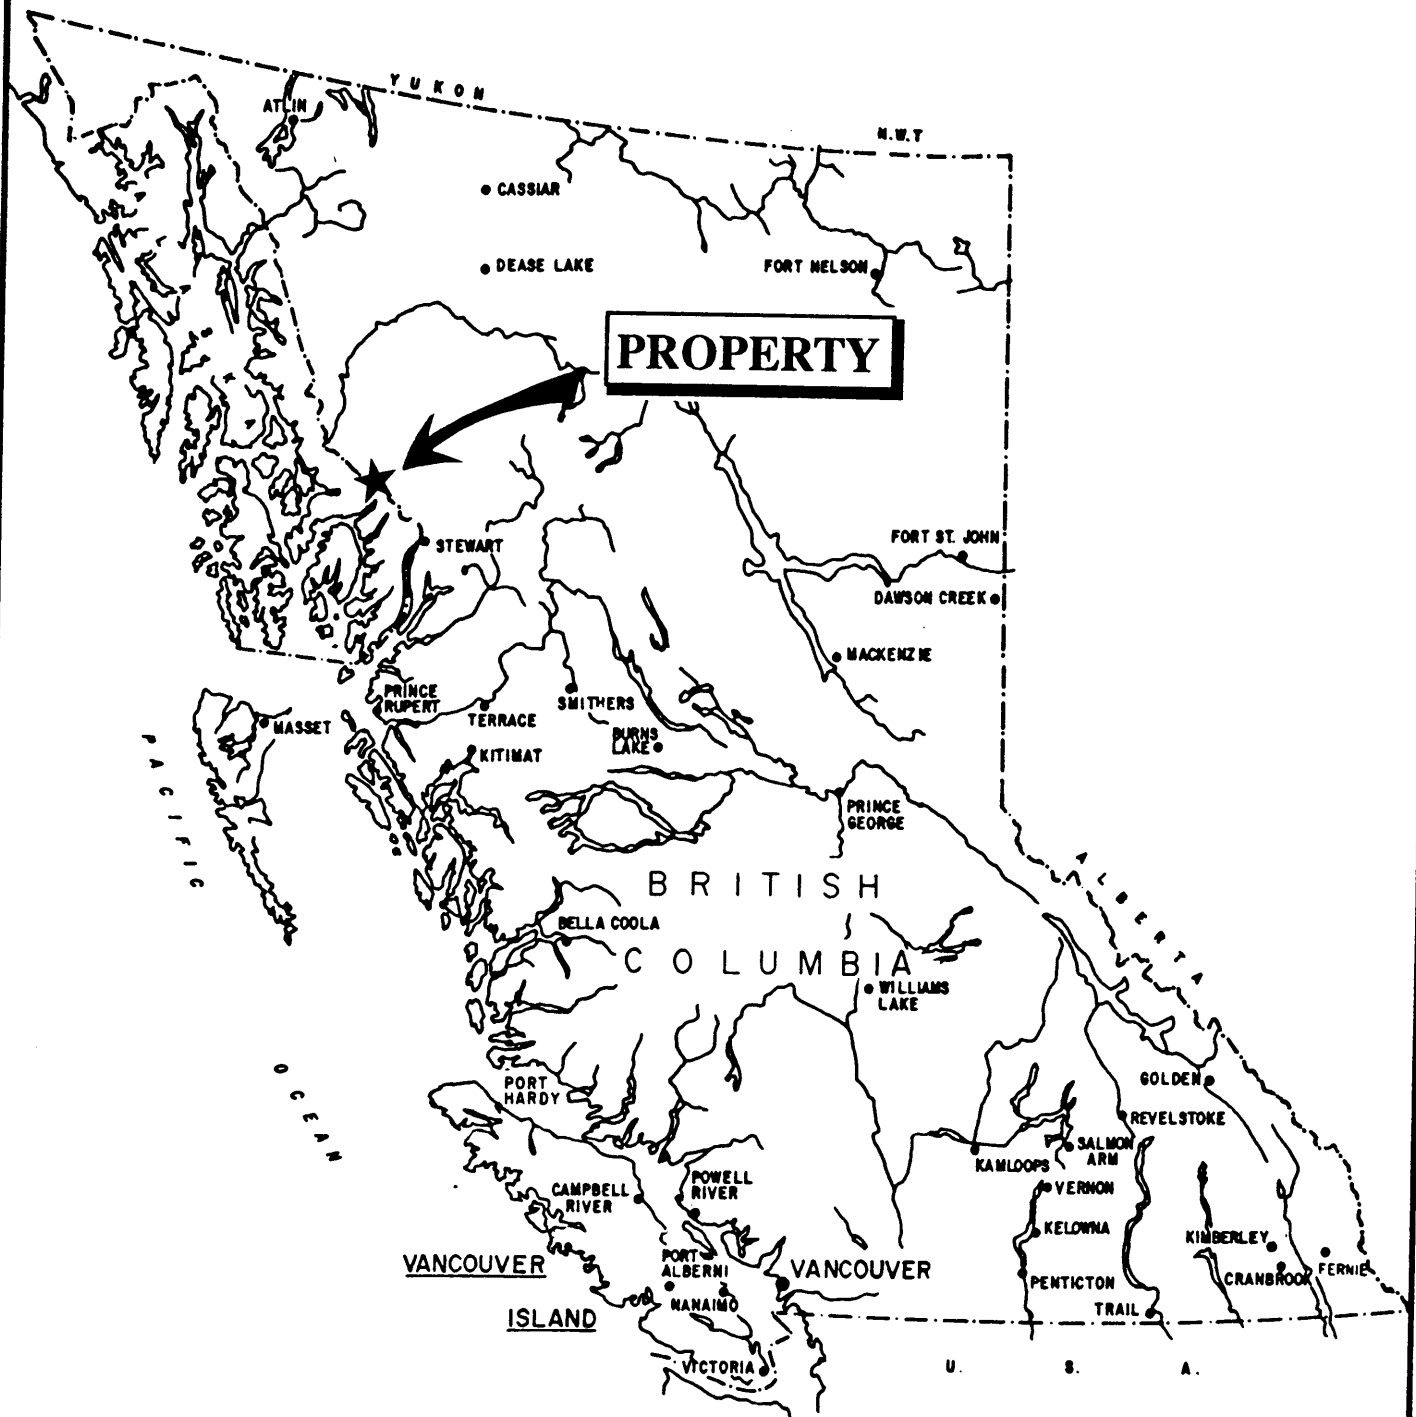 YUKON
N.W.T
ATLIN
CASSIAR
DEASE LAKE
FORT NELSON
PROPERTY
ALASKA
STEWART
FORT ST. JOHN
DAWSON CREEK
MACKENZIE
PRINCE
RUPERT
TERRACE
SMITHERS
MASSET
BURNS
LAKE
KITIMAT
PACIFIC
PRINCE
GEORGE
ALBERTA
BRITISH
BELLA COOLA
COLUMBIA
WILLIAMS
LAKE
OCEAN
PORT
HARDY
GOLDEN
REVELSTOKE
SALMON
ARM
KAMLOOPS
POWELL
RIVER
CAMPBELL
RIVER
VERNON
KELOWNA
KIMBERLEY
VANCOUVER
PORT
ALBERNI
VANCOUVER
FERNIE
CRANBROOK
PENTICTON
NANAIMO
TRAIL
ISLAND
VICTORIA
U. S. A.